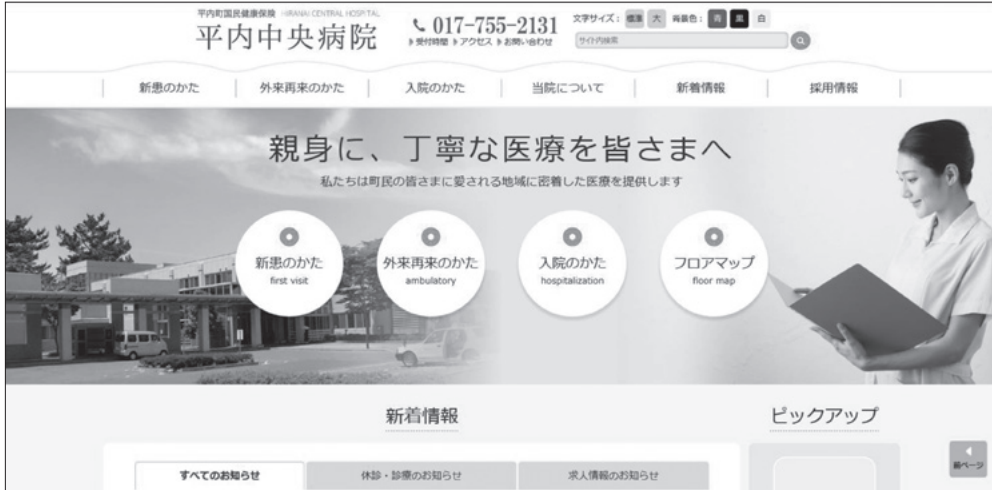 平内町国民健康保険 HIRANAI CENTRAL HOSPITAL
平内中央病院
017-755-2131
受付時間 アクセス お問い合わせ
文字サイズ： 標準 大 背景色： 青 黒 白
サイト内検索
新患のかた 外来再来のかた 入院のかた 当院について 新着情報 採用情報
親身に、丁寧な医療を皆さまへ
私たちは町民の皆さまに愛される地域に密着した医療を提供します
新患のかた
first visit
外来再来のかた
ambulatory
入院のかた
hospitalization
フロアマップ
floor map
新着情報
ピックアップ
すべてのお知らせ 休診・診療のお知らせ 求人情報のお知らせ
前ページ